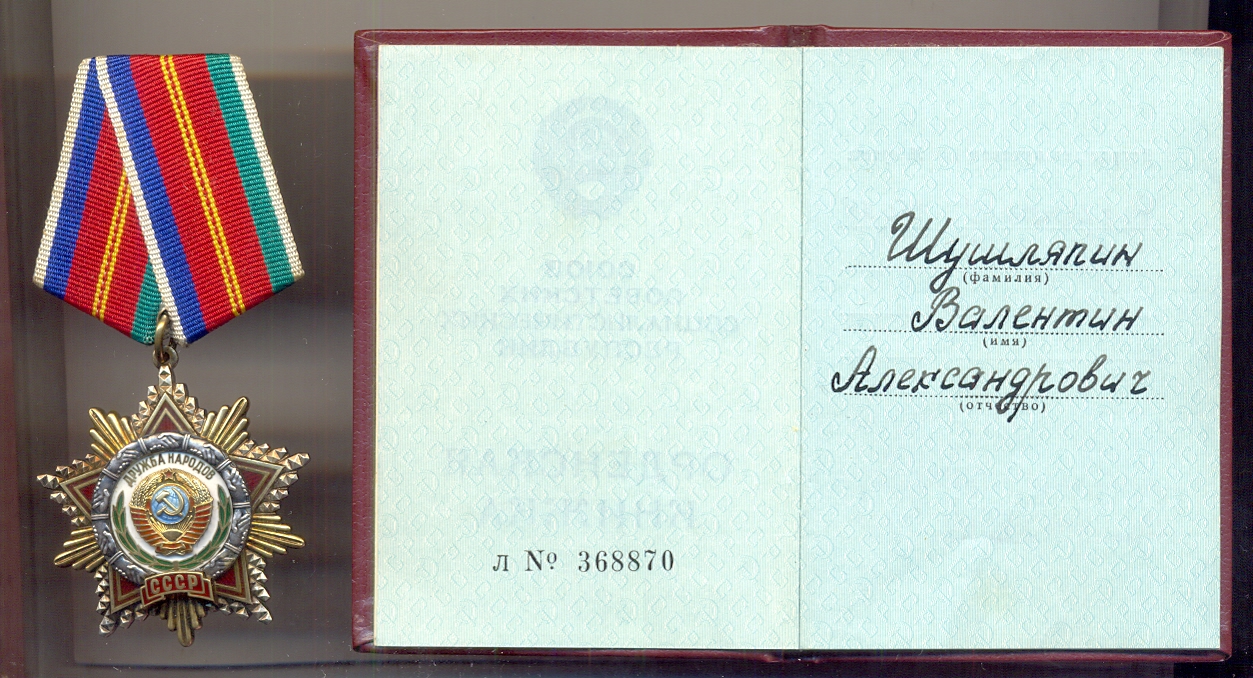 ДРУЖБА НАРОДОВ
СССР
СОЮЗ
СОВЕТСКИХ
СОЦИАЛИСТИЧЕСКИХ
РЕСПУБЛИК
ОРДЕНСКАЯ
КНИЖКА
Л № 368870
Шушляпин
(фамилия)
Валентин
(имя)
Александрович
(отчество)